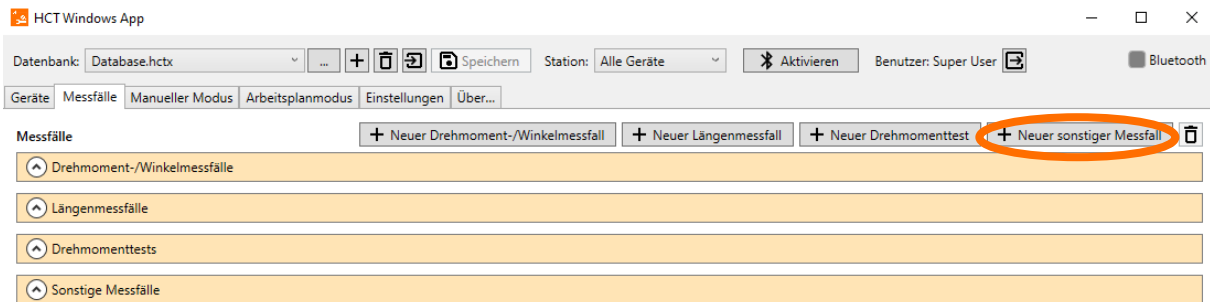 HCT Windows App
Datenbank: Database.hctx ... Speichern Station: Alle Geräte Aktivieren Benutzer: Super User Bluetooth
Geräte Messfälle Manueller Modus Arbeitsplanmodus Einstellungen Über...
Messfälle + Neuer Drehmoment-/Winkelmessfall + Neuer Längenmessfall + Neuer Drehmomenttest + Neuer sonstiger Messfall
Drehmoment-/Winkelmessfälle
Längenmessfälle
Drehmomenttests
Sonstige Messfälle